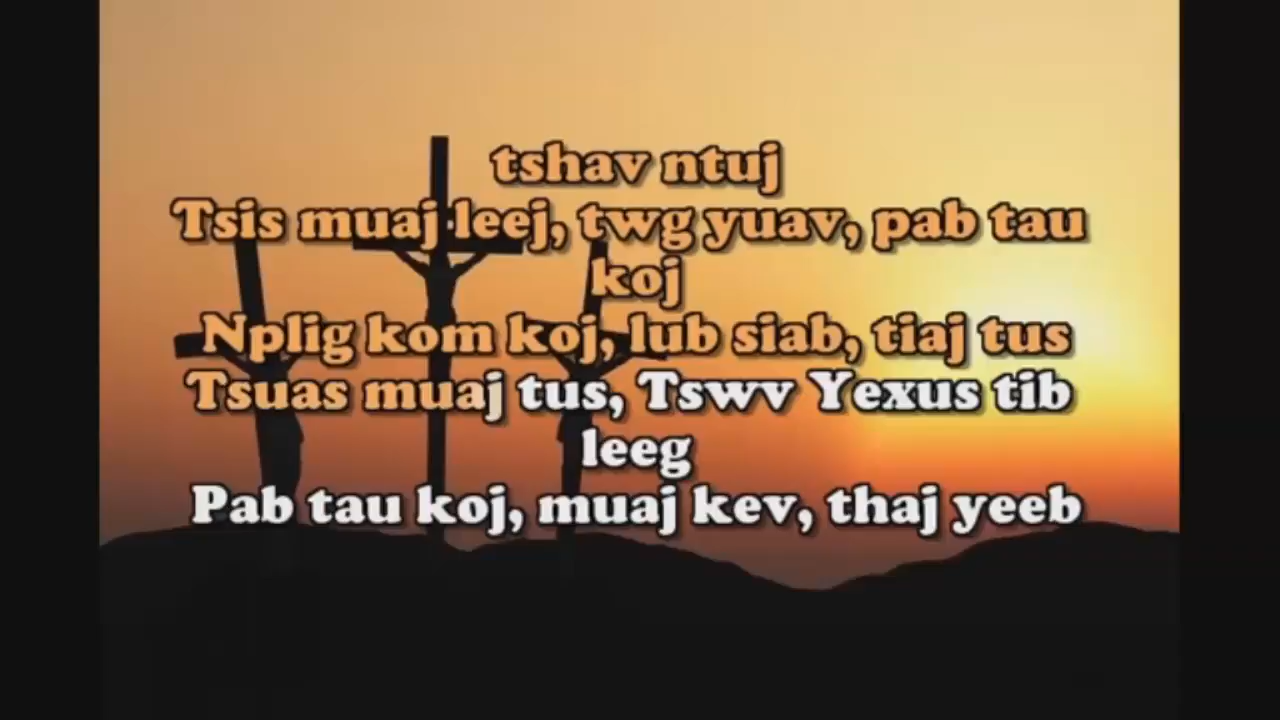 tshav ntuj
Tsis muaj leej, twg yuav, pab tau
koj
Nplig kom koj, lub siab, tiaj tus
Tsuas muaj tus, Tswv Yexus tib
leeg
Pab tau koj, muaj kev, thaj yeeb